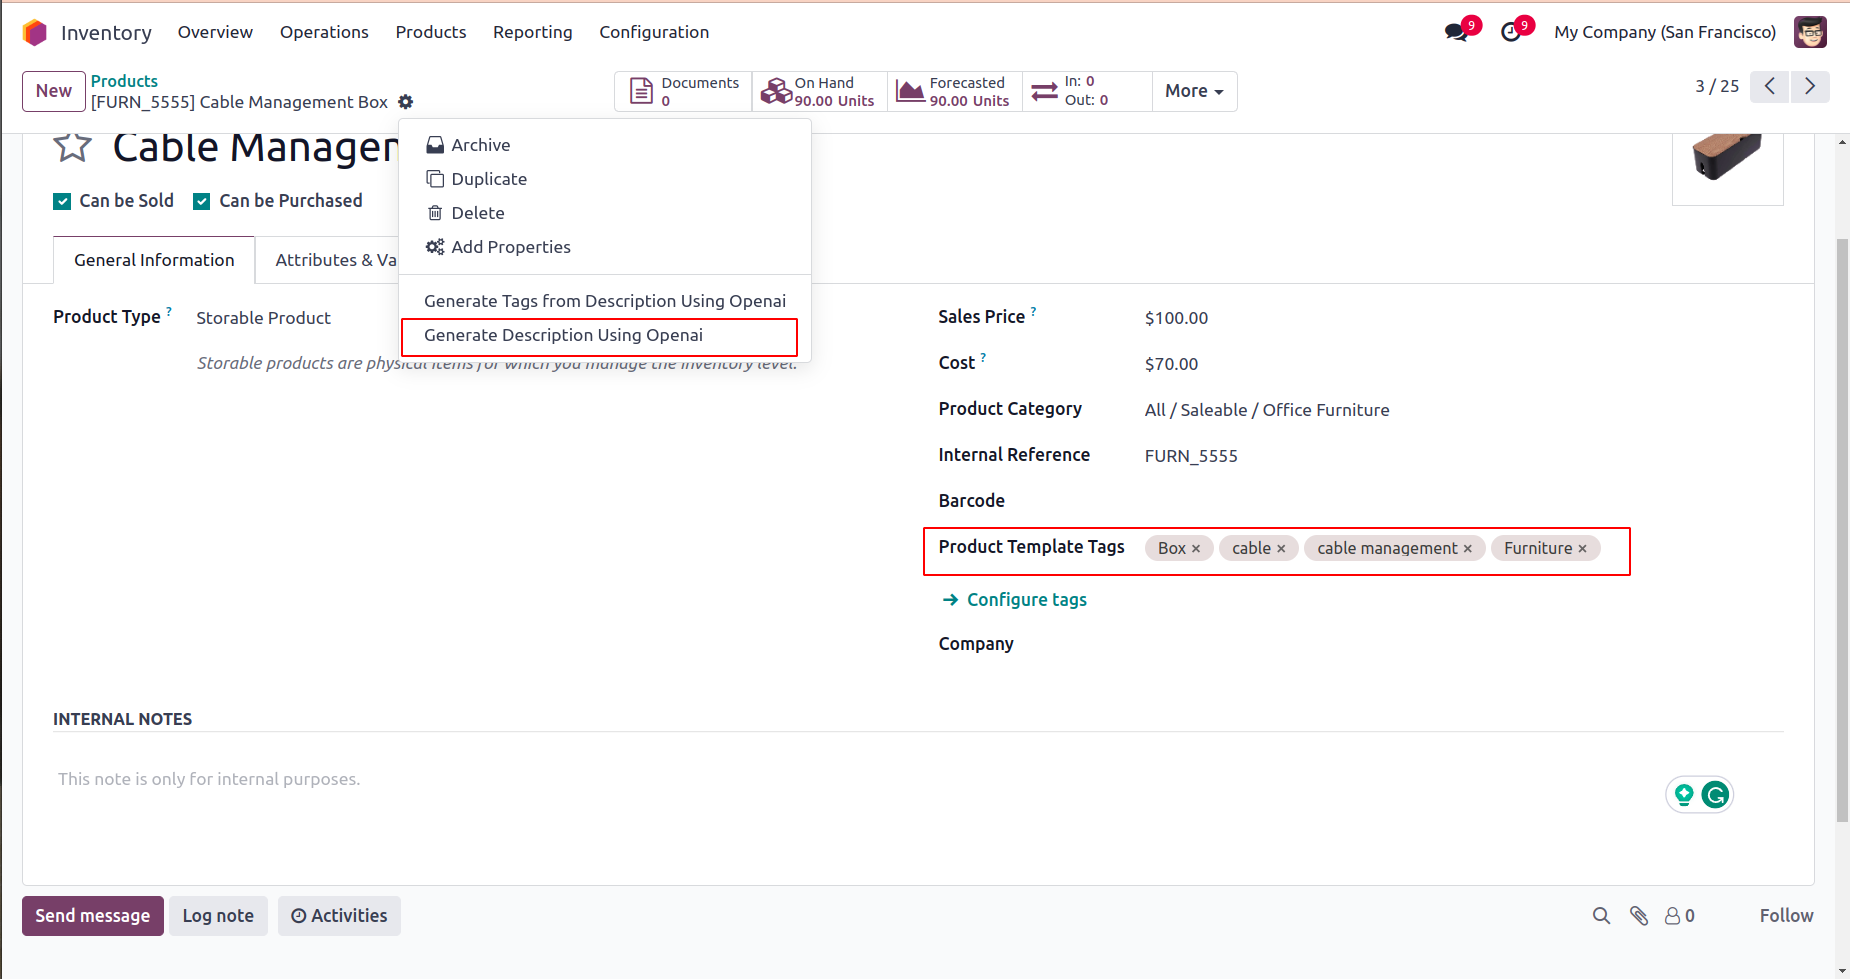 Inventory Overview Operations Products Reporting Configuration 9 9 My Company (San Francisco)
New Products
[FURN_5555] Cable Management Box
Documents
0
On Hand
90.00 Units
Forecasted
90.00 Units
In: 0
Out: 0
More
3 / 25
Cable Managem
Can be Sold Can be Purchased
Archive
Duplicate
Delete
Add Properties
Generate Tags from Description Using Openai
Generate Description Using Openai
General Information Attributes & Va
Product Type ? Storable Product
Storable products are physical items for which you manage the inventory level.
Sales Price ? $100.00
Cost ? $70.00
Product Category All / Saleable / Office Furniture
Internal Reference FURN_5555
Barcode
Product Template Tags Box × cable × cable management × Furniture ×
→ Configure tags
Company
INTERNAL NOTES
This note is only for internal purposes.
Send message Log note Activities 0 Follow